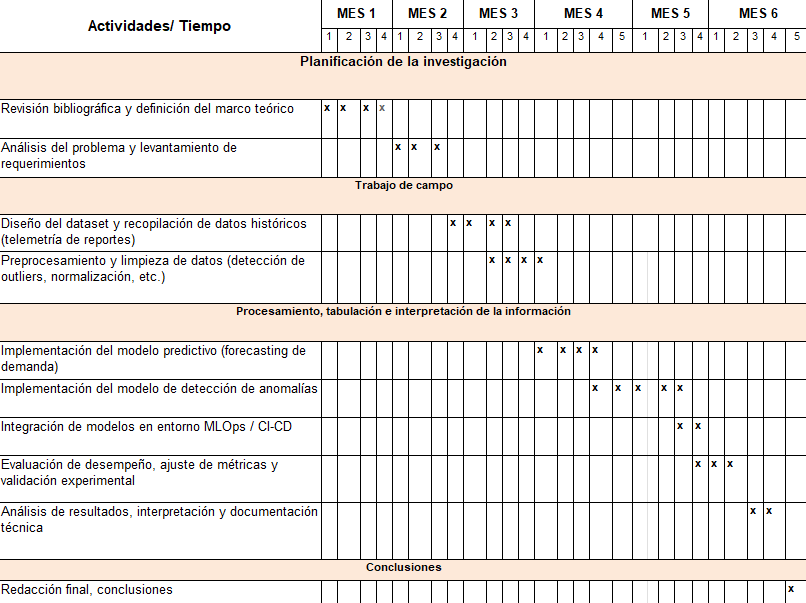 Actividades/ Tiempo MES 1 MES 2 MES 3 MES 4 MES 5 MES 6
1 2 3 4 1 2 3 4 1 2 3 4 1 2 3 4 5 1 2 3 4 1 2 3 4 5
Planificación de la investigación
Revisión bibliográfica y definición del marco teórico x x x x
Análisis del problema y levantamiento de x x x
requerimientos
Trabajo de campo
Diseño del dataset y recopilación de datos históricos x x x x
(telemetría de reportes)
Preprocesamiento y limpieza de datos (detección de x x x x
outliers, normalización, etc.)
Procesamiento, tabulación e interpretación de la información
Implementación del modelo predictivo (forecasting de x x x x
demanda)
Implementación del modelo de detección de anomalías x x x x x
Integración de modelos en entorno MLOps / CI-CD x x
Evaluación de desempeño, ajuste de métricas y x x x
validación experimental
Análisis de resultados, interpretación y documentación x x
técnica
Conclusiones
Redacción final, conclusiones x